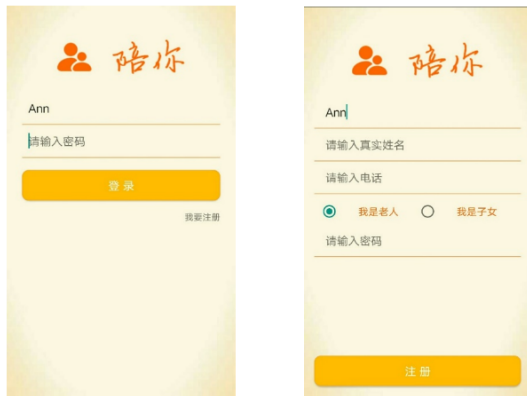 陪你
Ann
请输入密码
登录
我要注册
陪你
Ann
请输入真实姓名
请输入电话
我是老人 我是子女
请输入密码
注册